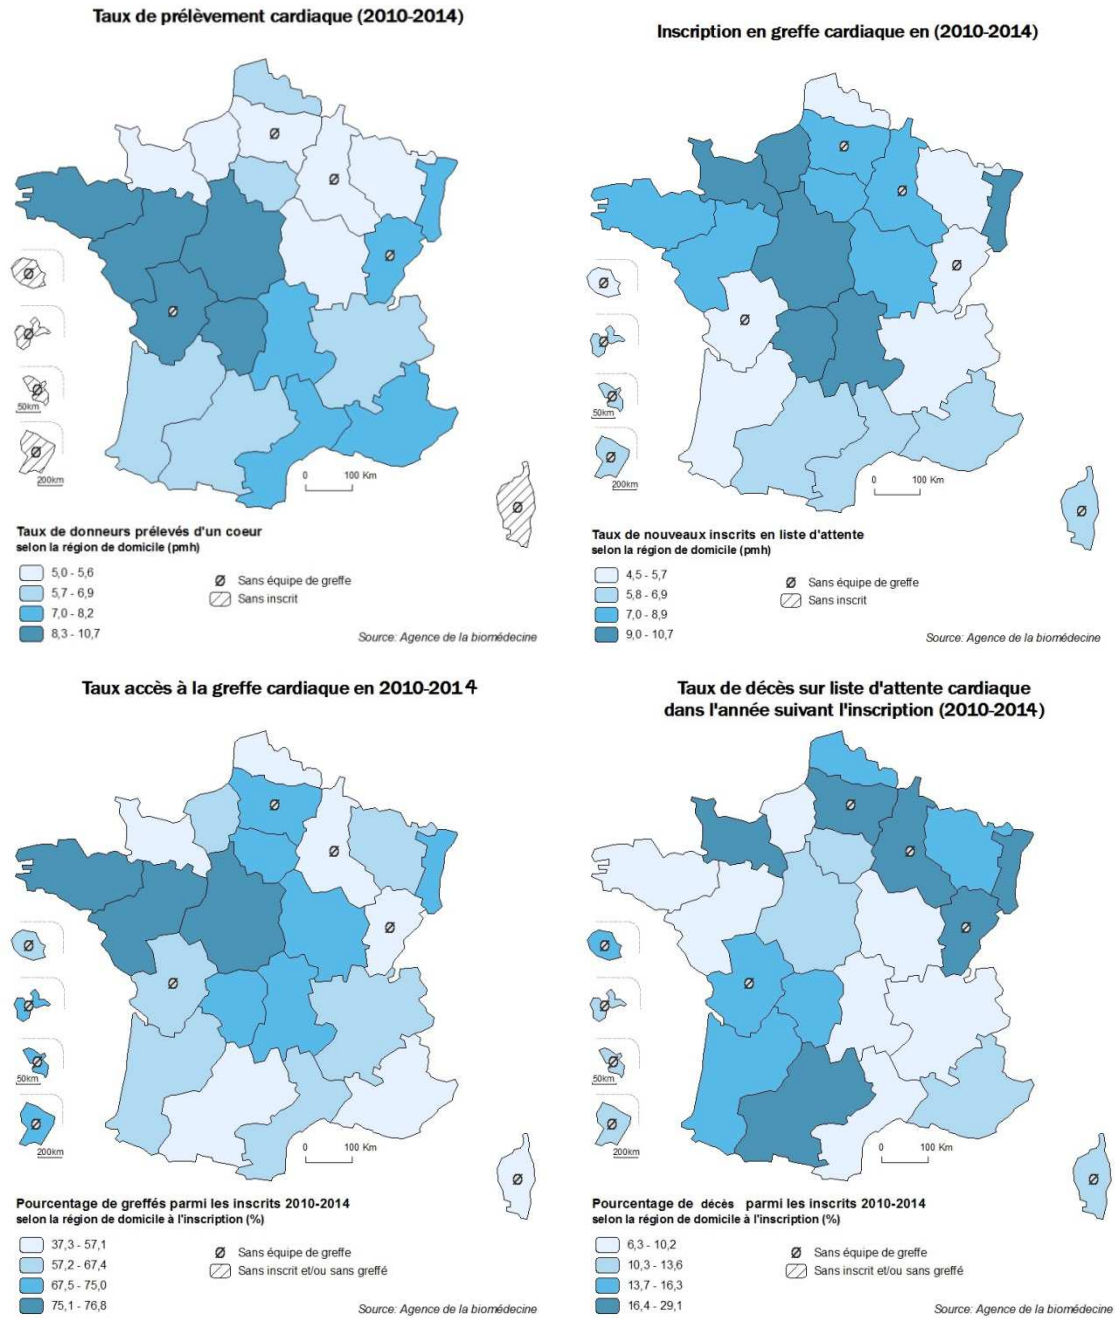 Taux de prélèvement cardiaque (2010-2014)
50km
200km
0 100 Km
Taux de donneurs prélevés d'un coeur
selon la région de domicile (pmh)
5,0 - 5,6
5,7 - 6,9
7,0 - 8,2
8,3 - 10,7
Ø Sans équipe de greffe
Sans inscrit
Source: Agence de la biomédecine
Inscription en greffe cardiaque en (2010-2014)
50km
200km
0 100 Km
Taux de nouveaux inscrits en liste d'attente
selon la région de domicile (pmh)
4,5 - 5,7
5,8 - 6,9
7,0 - 8,9
9,0 - 10,7
Ø Sans équipe de greffe
Sans inscrit
Source: Agence de la biomédecine
Taux accès à la greffe cardiaque en 2010-2014
50km
200km
0 100 Km
Pourcentage de greffés parmi les inscrits 2010-2014
selon la région de domicile à l'inscription (%)
37,3 - 57,1
57,2 - 67,4
67,5 - 75,0
75,1 - 76,8
Ø Sans équipe de greffe
Sans inscrit et/ou sans greffé
Source: Agence de la biomédecine
Taux de décès sur liste d'attente cardiaque
dans l'année suivant l'inscription (2010-2014)
50km
200km
0 100 Km
Pourcentage de décès parmi les inscrits 2010-2014
selon la région de domicile à l'inscription (%)
6,3 - 10,2
10,3 - 13,6
13,7 - 16,3
16,4 - 29,1
Ø Sans équipe de greffe
Sans inscrit et/ou sans greffé
Source: Agence de la biomédecine